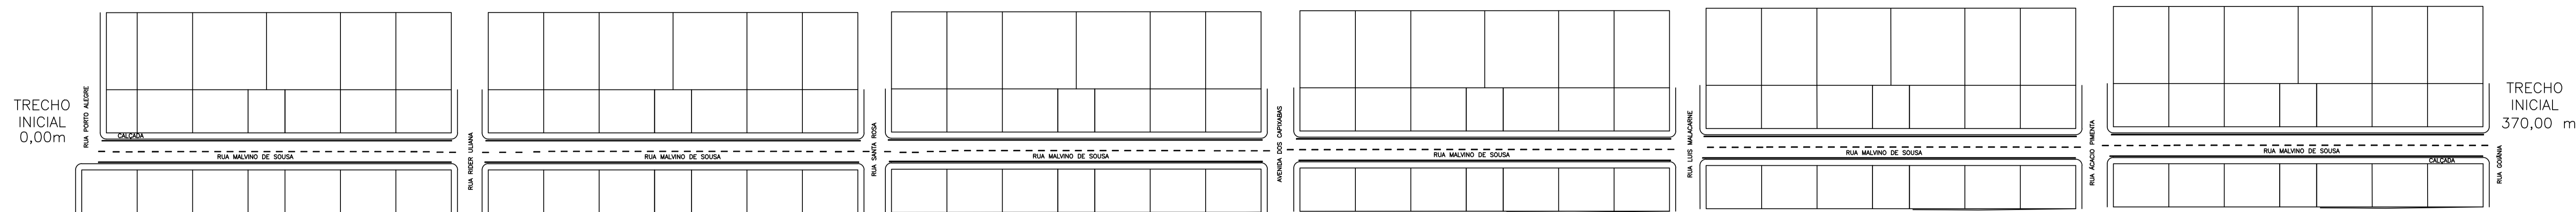 TRECHO
INICIAL
0,00m
RUA PORTO ALEGRE
CALÇADA
RUA MALVINO DE SOUSA
RUA RIDER ULIANA
RUA MALVINO DE SOUSA
RUA SANTA ROSA
RUA MALVINO DE SOUSA
AVENIDA DOS CAPIXABAS
RUA MALVINO DE SOUSA
RUA LUIS MALACARNE
RUA MALVINO DE SOUSA
RUA ÁCACIO PIMENTA
RUA MALVINO DE SOUSA
CALÇADA
RUA GOIÂNIA
TRECHO
INICIAL
370,00 m